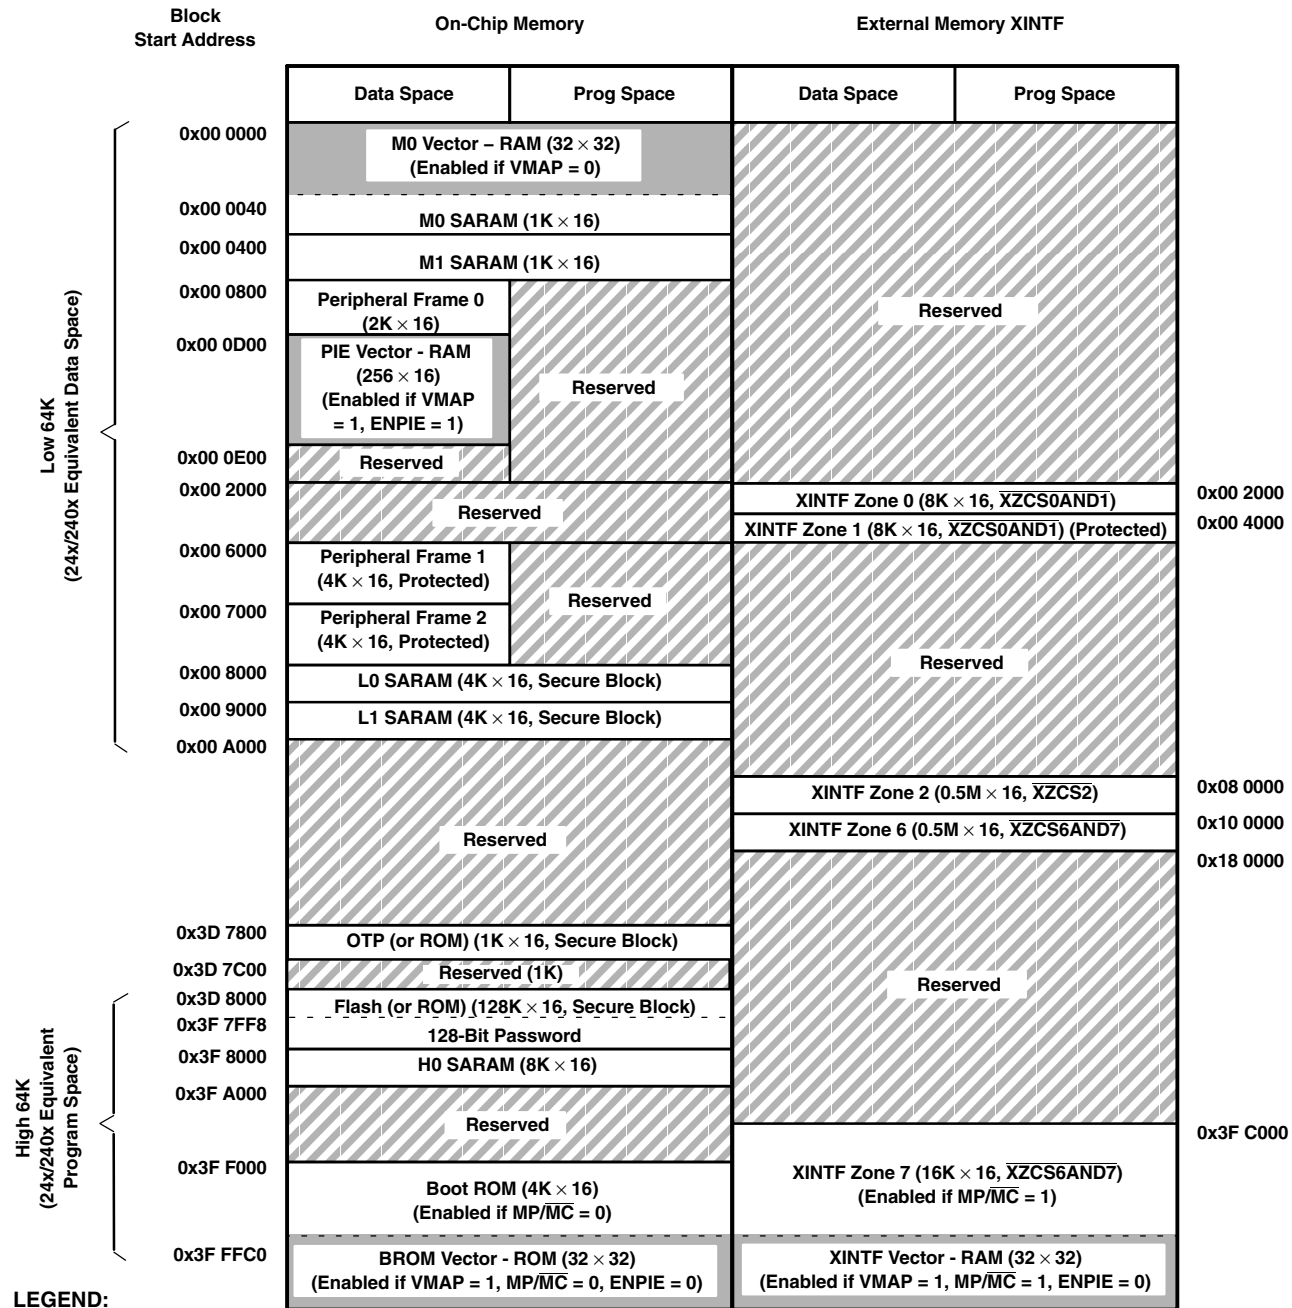 Block
Start Address
On-Chip Memory
External Memory XINTF
Data Space
Prog Space
Data Space
Prog Space
Low 64K
(24x/240x Equivalent Data Space)
0x00 0000
M0 Vector – RAM (32 × 32)
(Enabled if VMAP = 0)
0x00 0040
M0 SARAM (1K × 16)
0x00 0400
M1 SARAM (1K × 16)
0x00 0800
Peripheral Frame 0
(2K × 16)
0x00 0D00
PIE Vector - RAM
(256 × 16)
(Enabled if VMAP
= 1, ENPIE = 1)
Reserved
Reserved
0x00 0E00
Reserved
0x00 2000
Reserved
XINTF Zone 0 (8K × 16, XZCS0AND1)
0x00 2000
XINTF Zone 1 (8K × 16, XZCS0AND1) (Protected)
0x00 4000
0x00 6000
Peripheral Frame 1
(4K × 16, Protected)
Reserved
0x00 7000
Peripheral Frame 2
(4K × 16, Protected)
0x00 8000
L0 SARAM (4K × 16, Secure Block)
Reserved
0x00 9000
L1 SARAM (4K × 16, Secure Block)
0x00 A000
Reserved
XINTF Zone 2 (0.5M × 16, XZCS2)
0x08 0000
XINTF Zone 6 (0.5M × 16, XZCS6AND7)
0x10 0000
0x18 0000
High 64K
(24x/240x Equivalent
Program Space)
0x3D 7800
OTP (or ROM) (1K × 16, Secure Block)
0x3D 7C00
Reserved (1K)
Reserved
0x3D 8000
Flash (or ROM) (128K × 16, Secure Block)
0x3F 7FF8
128-Bit Password
0x3F 8000
H0 SARAM (8K × 16)
0x3F A000
Reserved
0x3F C000
0x3F F000
Boot ROM (4K × 16)
(Enabled if MP/MC = 0)
XINTF Zone 7 (16K × 16, XZCS6AND7)
(Enabled if MP/MC = 1)
0x3F FFC0
BROM Vector - ROM (32 × 32)
(Enabled if VMAP = 1, MP/MC = 0, ENPIE = 0)
XINTF Vector - RAM (32 × 32)
(Enabled if VMAP = 1, MP/MC = 1, ENPIE = 0)
LEGEND: